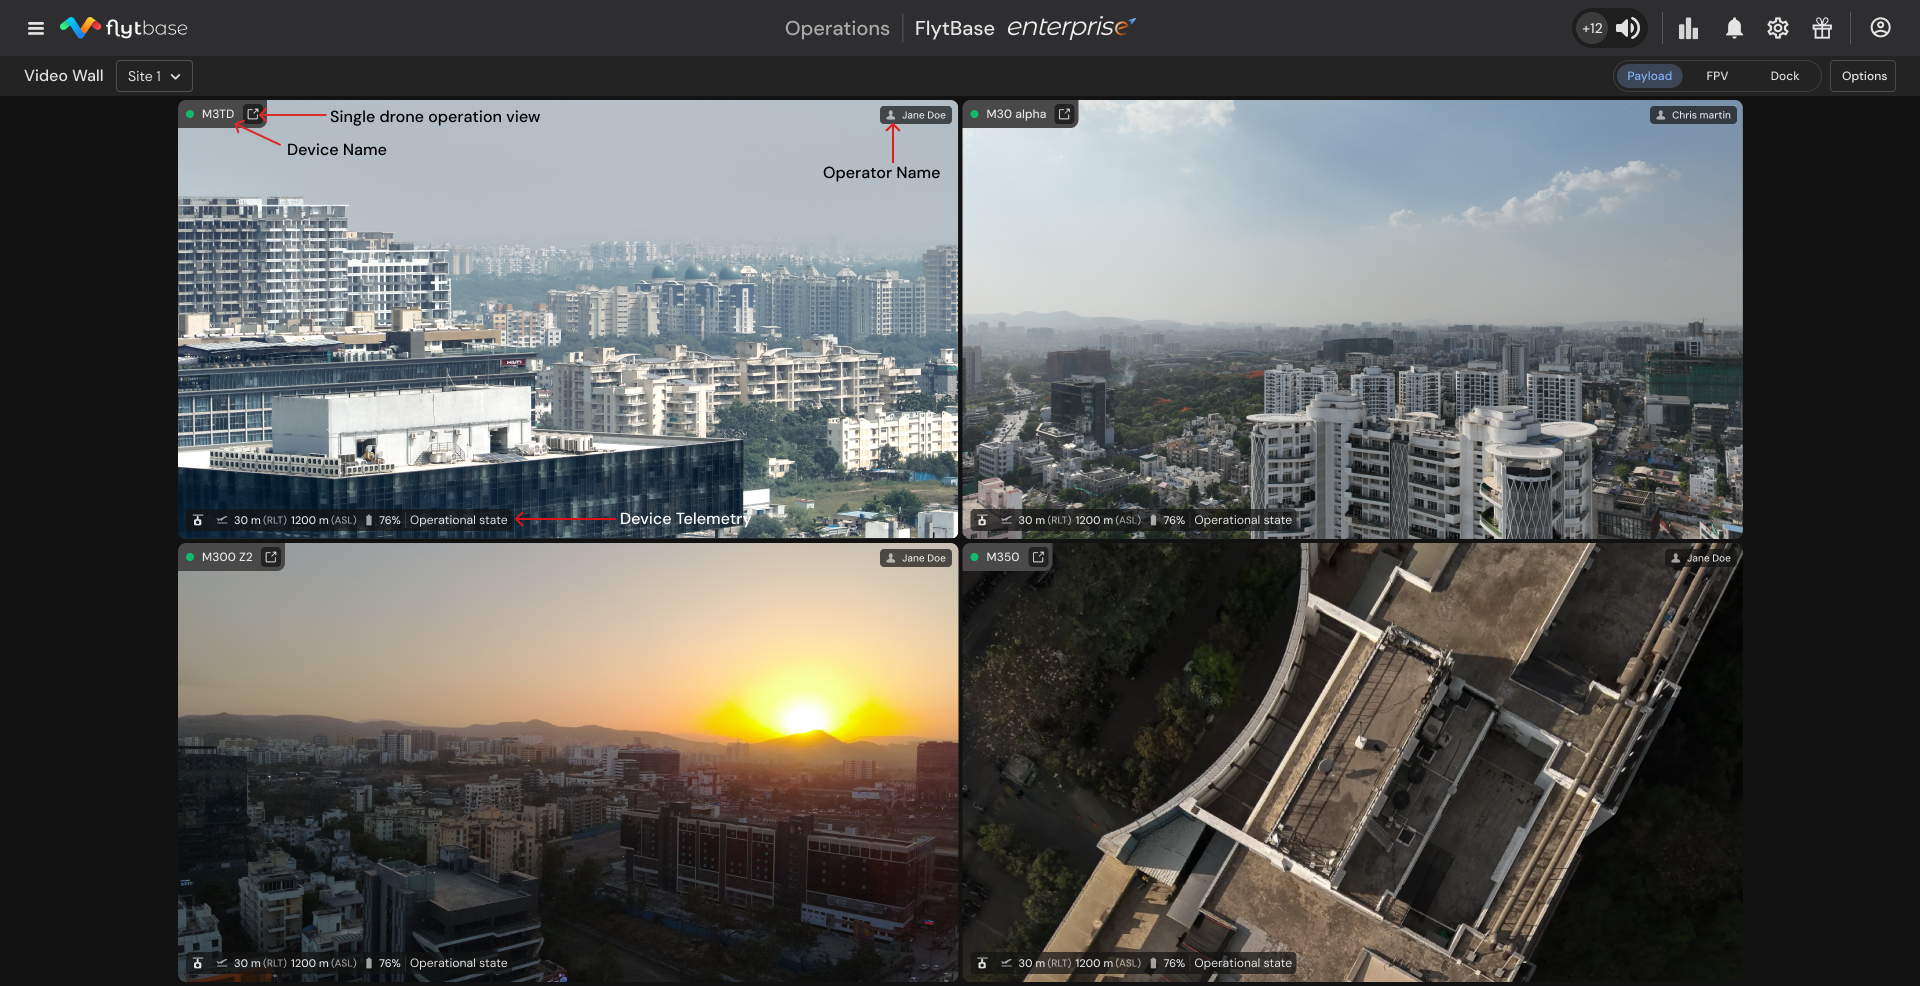 flytbase
Operations
FlytBase enterprise
+12
Video Wall
Site 1
Payload
FPV
Dock
Options
M3TD
Single drone operation view
Device Name
Jane Doe
Operator Name
30 m (RLT) 1200 m (ASL) 76% Operational state
Device Telemetry
M30 alpha
Chris martin
30 m (RLT) 1200 m (ASL) 76% Operational state
M300 Z2
Jane Doe
30 m (RLT) 1200 m (ASL) 76% Operational state
M350
Jane Doe
30 m (RLT) 1200 m (ASL) 76% Operational state